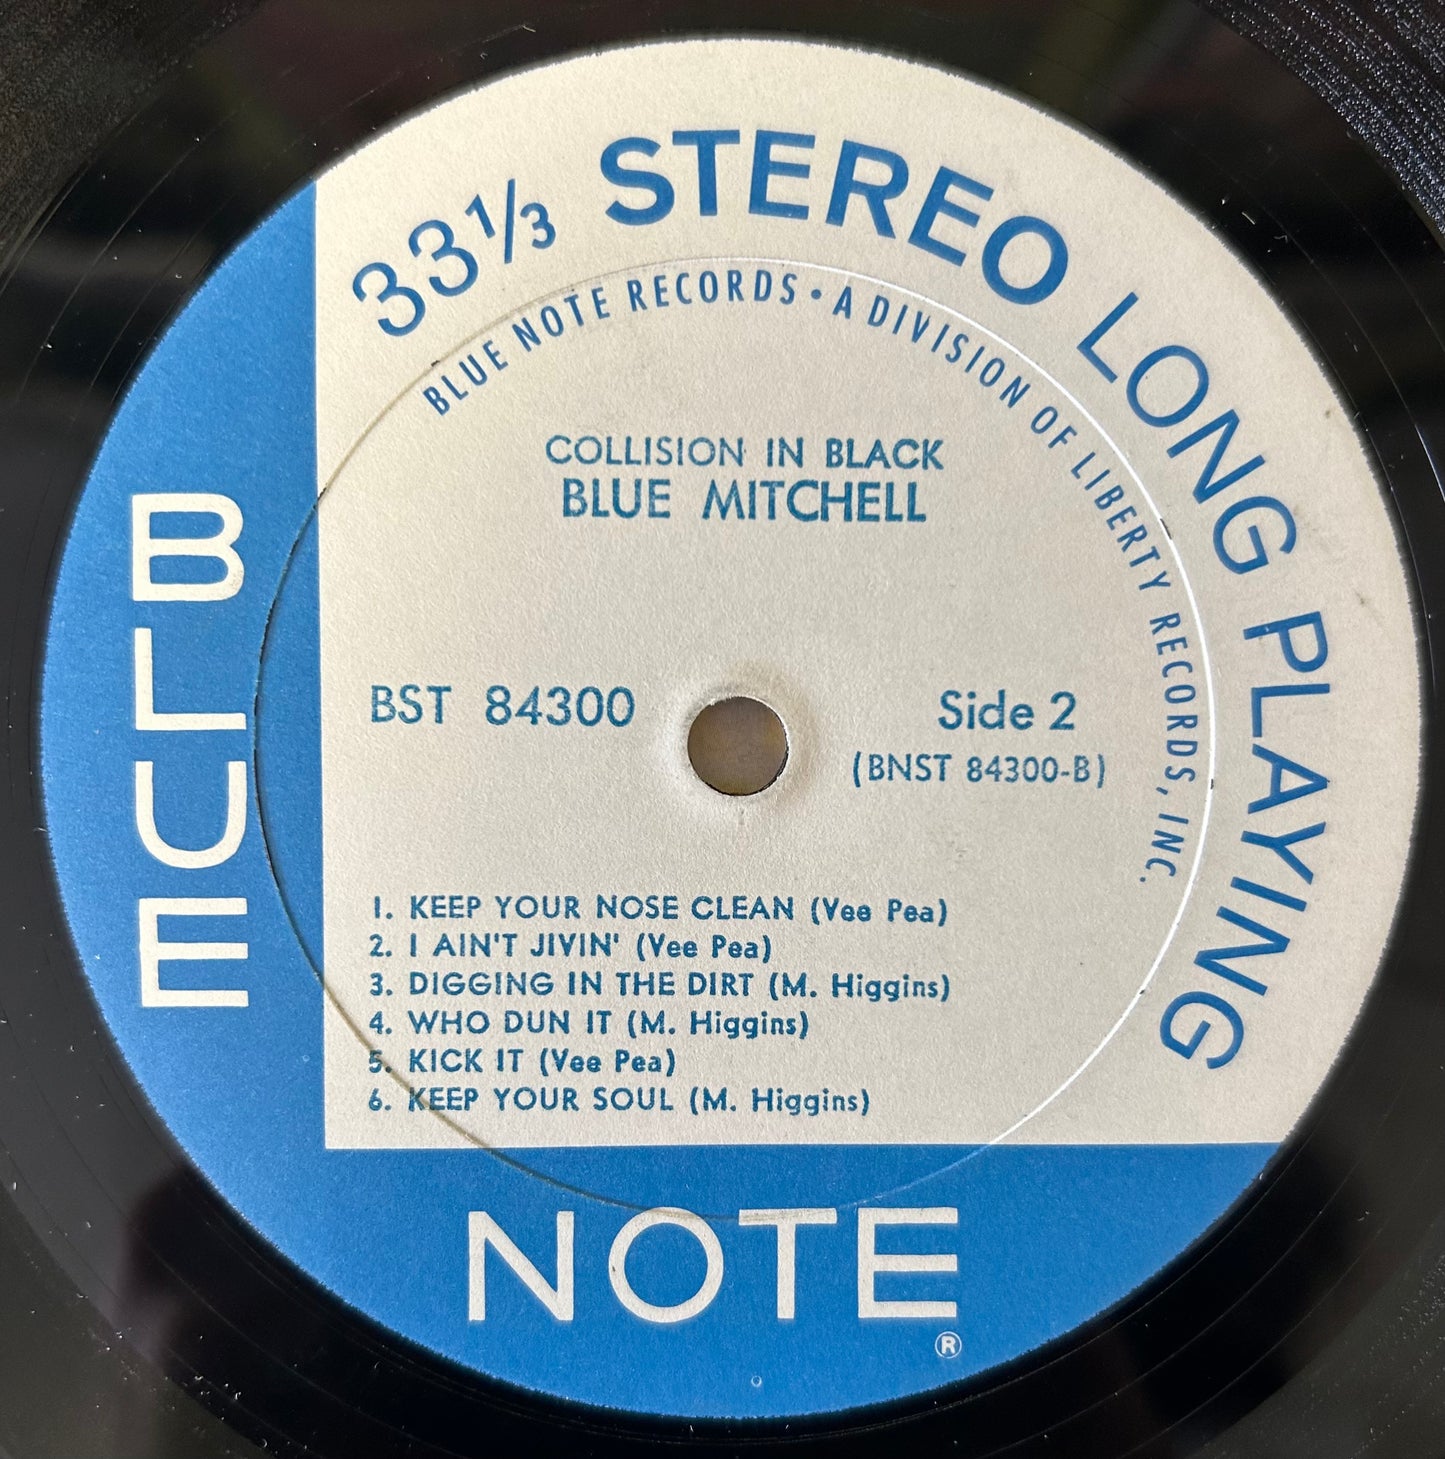 33⅓ STEREO LONG PLAYING
BLUE NOTE RECORDS • A DIVISION OF LIBERTY RECORDS, INC.
COLLISION IN BLACK
BLUE MITCHELL
BST 84300
Side 2
(BNST 84300-B)
1. KEEP YOUR NOSE CLEAN (Vee Pea)
2. I AIN'T JIVIN' (Vee Pea)
3. DIGGING IN THE DIRT (M. Higgins)
4. WHO DUN IT (M. Higgins)
5. KICK IT (Vee Pea)
6. KEEP YOUR SOUL (M. Higgins)
BLUE
NOTE
®